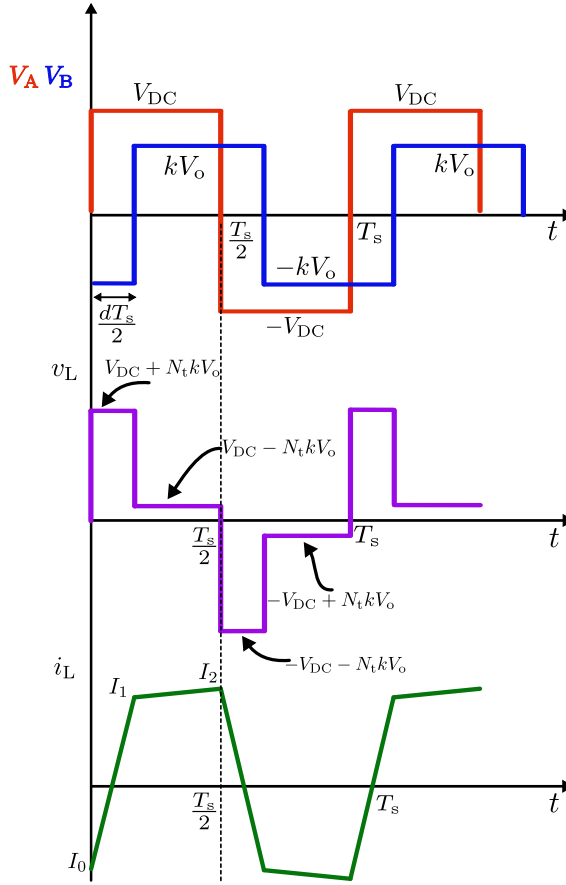 V_A V_B
V_DC V_DC
kV_o kV_o
T_s/2 T_s t
-kV_o
dT_s/2
-V_DC
v_L V_DC + N_t kV_o
V_DC − N_t kV_o
T_s/2 T_s t
-V_DC + N_t kV_o
-V_DC − N_t kV_o
i_L
I_1 I_2
T_s/2 T_s t
I_0